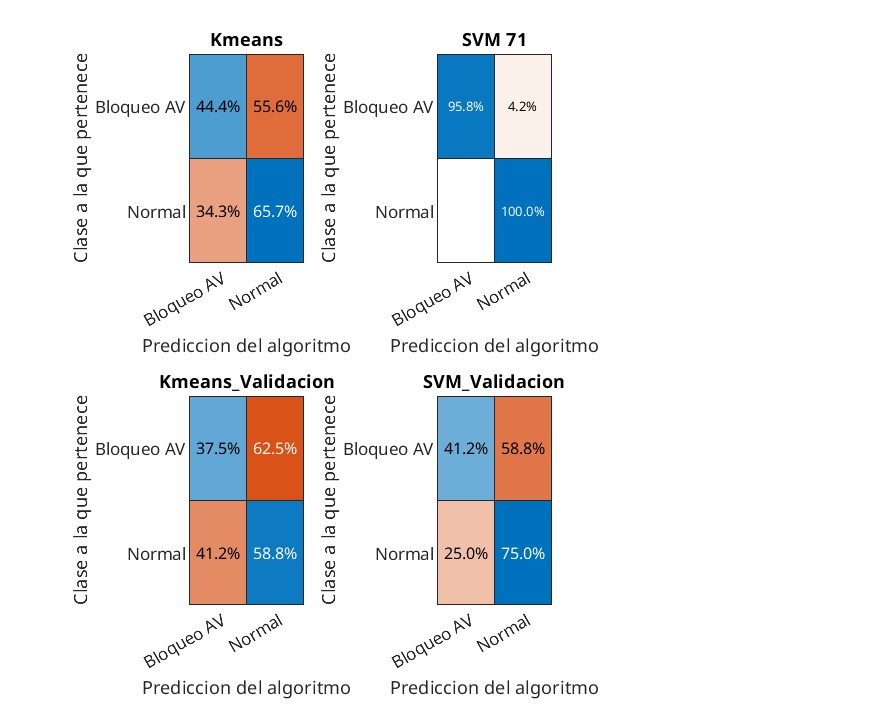 Kmeans
Clase a la que pertenece
Bloqueo AV 44.4% 55.6%
Normal 34.3% 65.7%
Bloqueo AV Normal
Prediccion del algoritmo
SVM 71
Clase a la que pertenece
Bloqueo AV 95.8% 4.2%
Normal 100.0%
Bloqueo AV Normal
Prediccion del algoritmo
Kmeans_Validacion
Clase a la que pertenece
Bloqueo AV 37.5% 62.5%
Normal 41.2% 58.8%
Bloqueo AV Normal
Prediccion del algoritmo
SVM_Validacion
Clase a la que pertenece
Bloqueo AV 41.2% 58.8%
Normal 25.0% 75.0%
Bloqueo AV Normal
Prediccion del algoritmo